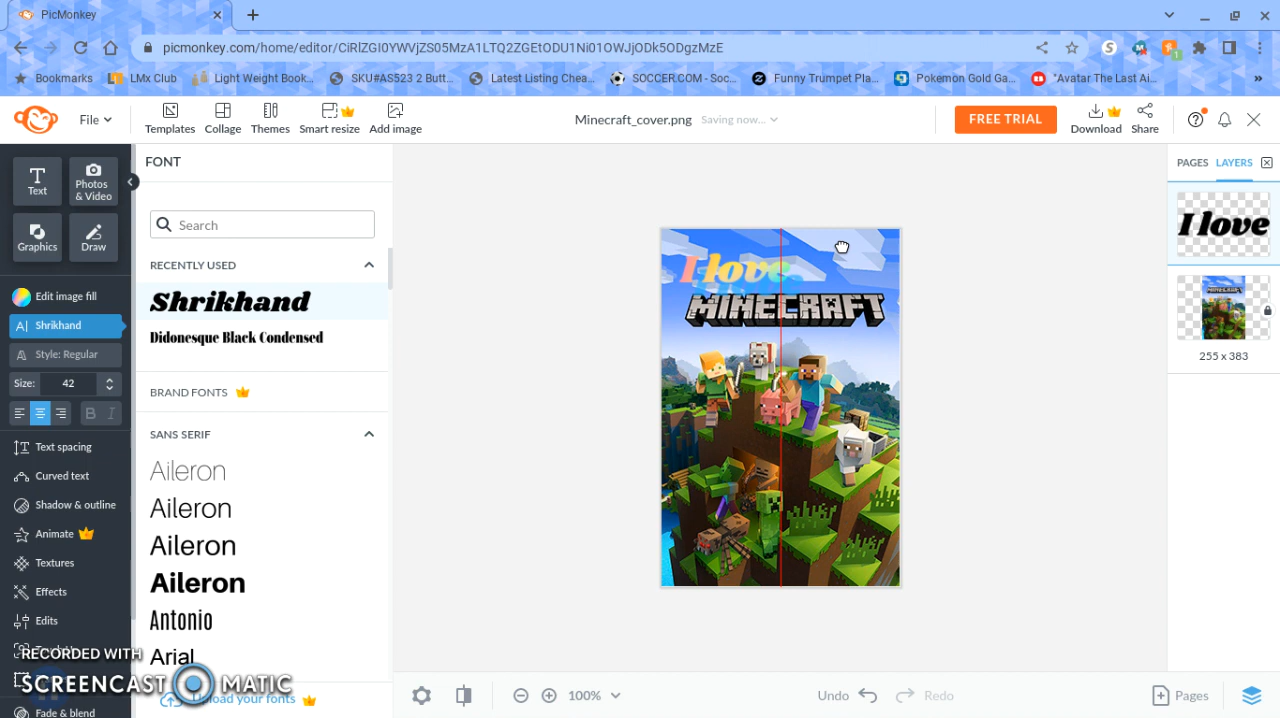 PicMonkey
picmonkey.com/home/editor/CiRlZGI0YWVjZS05MzA1LTQ2ZGEtODU1Ni01OWJjODk5ODgzMzE
Bookmarks
LMx Club
Light Weight Book...
SKU#AS523 2 Butt...
Latest Listing Chea...
SOCCER.COM - Soc...
Funny Trumpet Pla...
Pokemon Gold Ga...
"Avatar The Last Ai...
File
Templates
Collage
Themes
Smart resize
Add image
Minecraft_cover.png
Saving now...
FREE TRIAL
Download
Share
Text
Photos & Video
Graphics
Draw
Edit image fill
Shrikhand
Style: Regular
Size: 42
B I
Text spacing
Curved text
Shadow & outline
Animate
Textures
Effects
Edits
Fade & blend
FONT
Search
RECENTLY USED
Shrikhand
Didonesque Black Condensed
BRAND FONTS
SANS SERIF
Aileron
Aileron
Aileron
Aileron
Antonio
Arial
Upload your fonts
RECORDED WITH
SCREENCAST MATIC
I love
MINECRAFT
100%
Undo
Redo
Pages
PAGES
LAYERS
I love
MINECRAFT
255 x 383